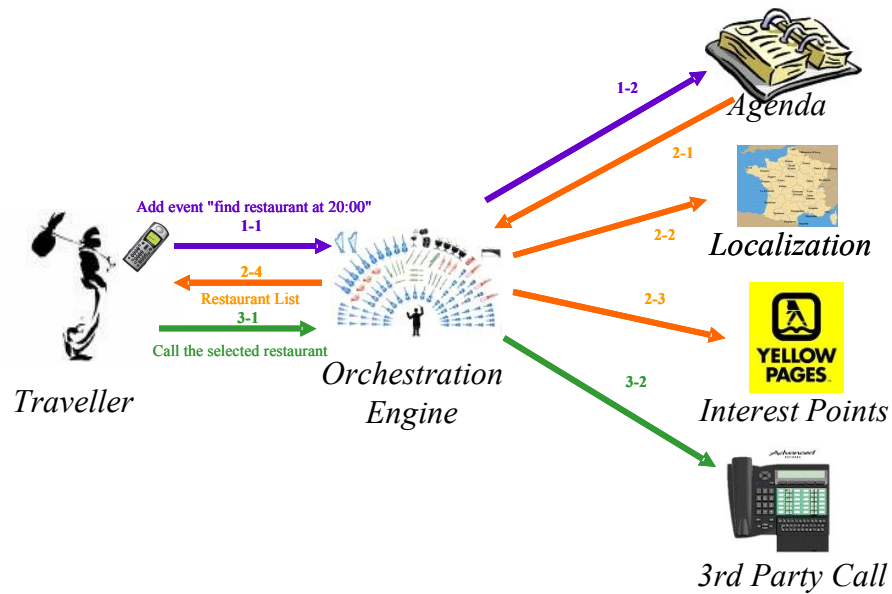 1-2
Agenda
2-1
Add event "find restaurant at 20:00"
1-1
2-2
Localization
2-4
Restaurant List
2-3
3-1
Call the selected restaurant
YELLOW
PAGES
Orchestration
Engine
Traveller
3-2
Interest Points
Advanced
3rd Party Call